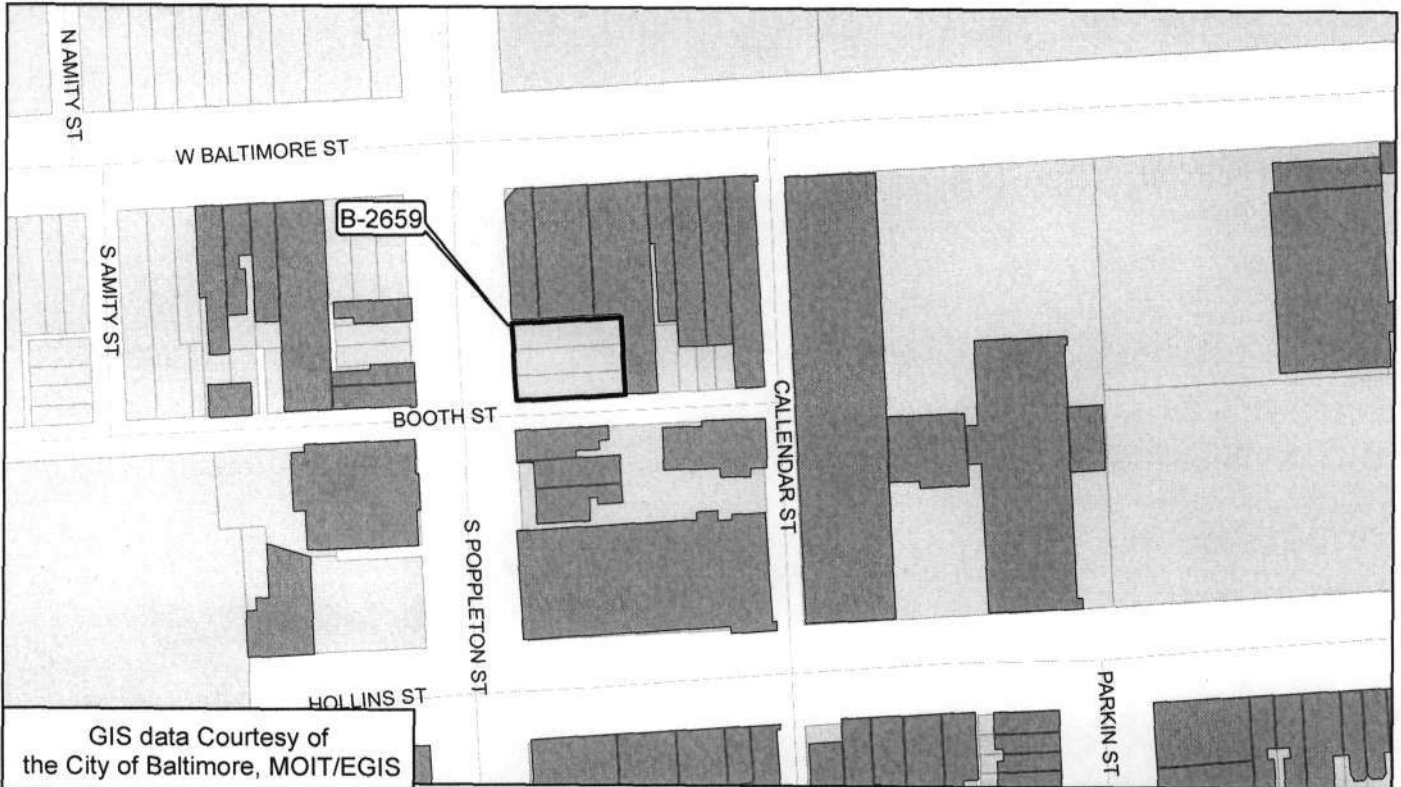 N AMITY ST
W BALTIMORE ST
B-2659
S AMITY ST
BOOTH ST
CALLENDAR ST
S POPPLETON ST
HOLLINS ST
PARKIN ST
GIS data Courtesy of
the City of Baltimore, MOIT/EGIS